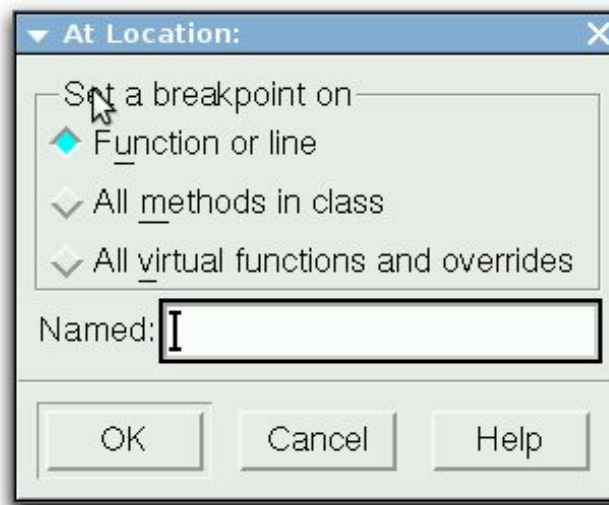 At Location:
Set a breakpoint on
Function or line
All methods in class
All virtual functions and overrides
Named:
OK Cancel Help